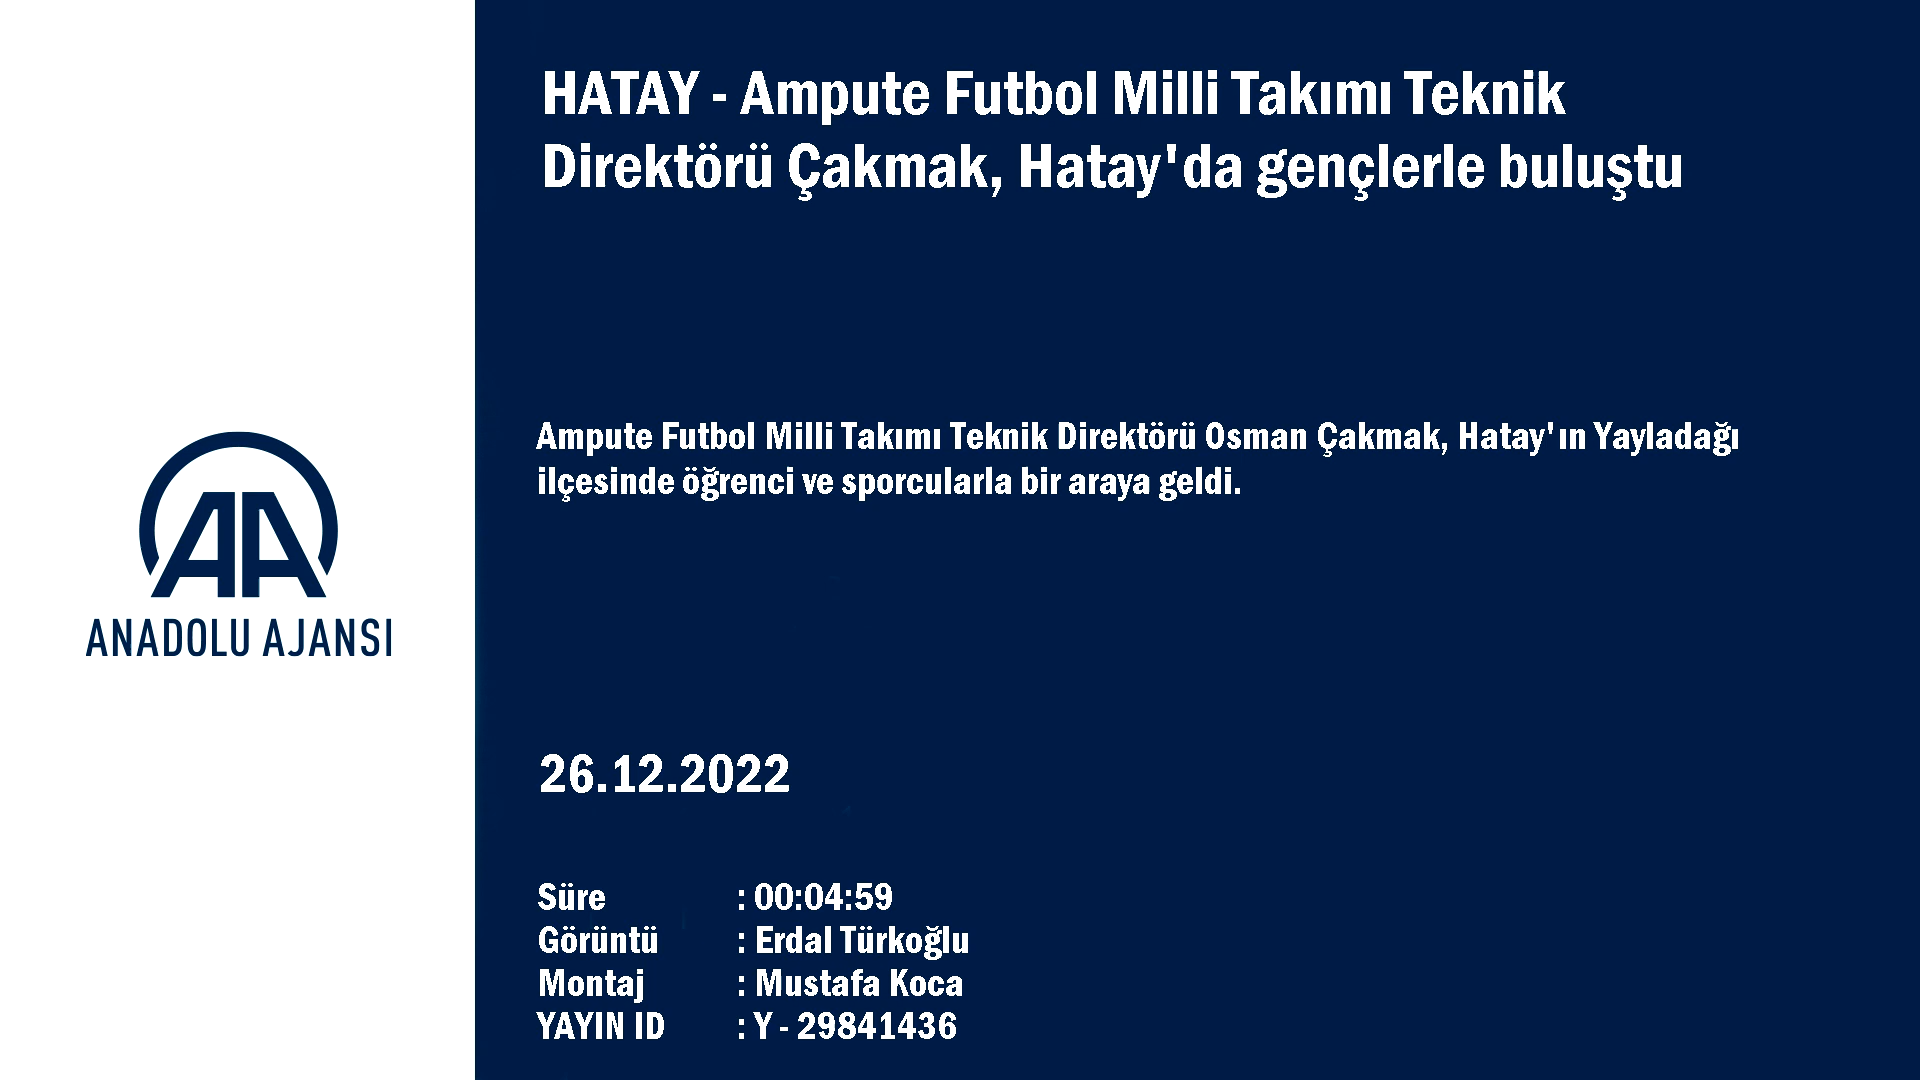 HATAY - Ampute Futbol Milli Takımı Teknik
Direktörü Çakmak, Hatay'da gençlerle buluştu
Ampute Futbol Milli Takımı Teknik Direktörü Osman Çakmak, Hatay'ın Yayladağı
ilçesinde öğrenci ve sporcularla bir araya geldi.
AA
ANADOLU AJANSI
26.12.2022
Süre : 00:04:59
Görüntü : Erdal Türkoğlu
Montaj : Mustafa Koca
YAYIN ID : Y - 29841436